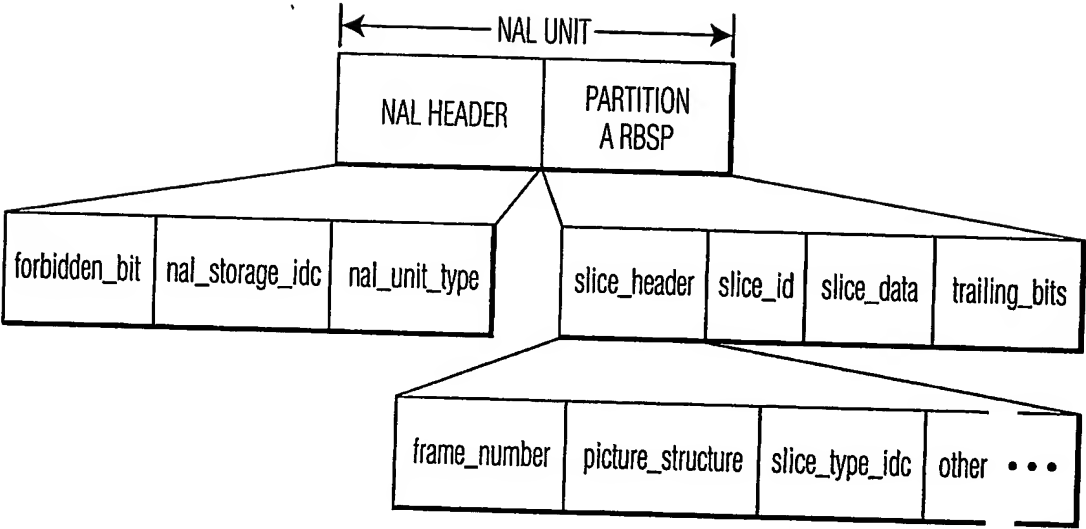 NAL UNIT
NAL HEADER
PARTITION
A RBSP
forbidden_bit nal_storage_idc nal_unit_type
slice_header slice_id slice_data trailing_bits
frame_number picture_structure slice_type_idc other •••